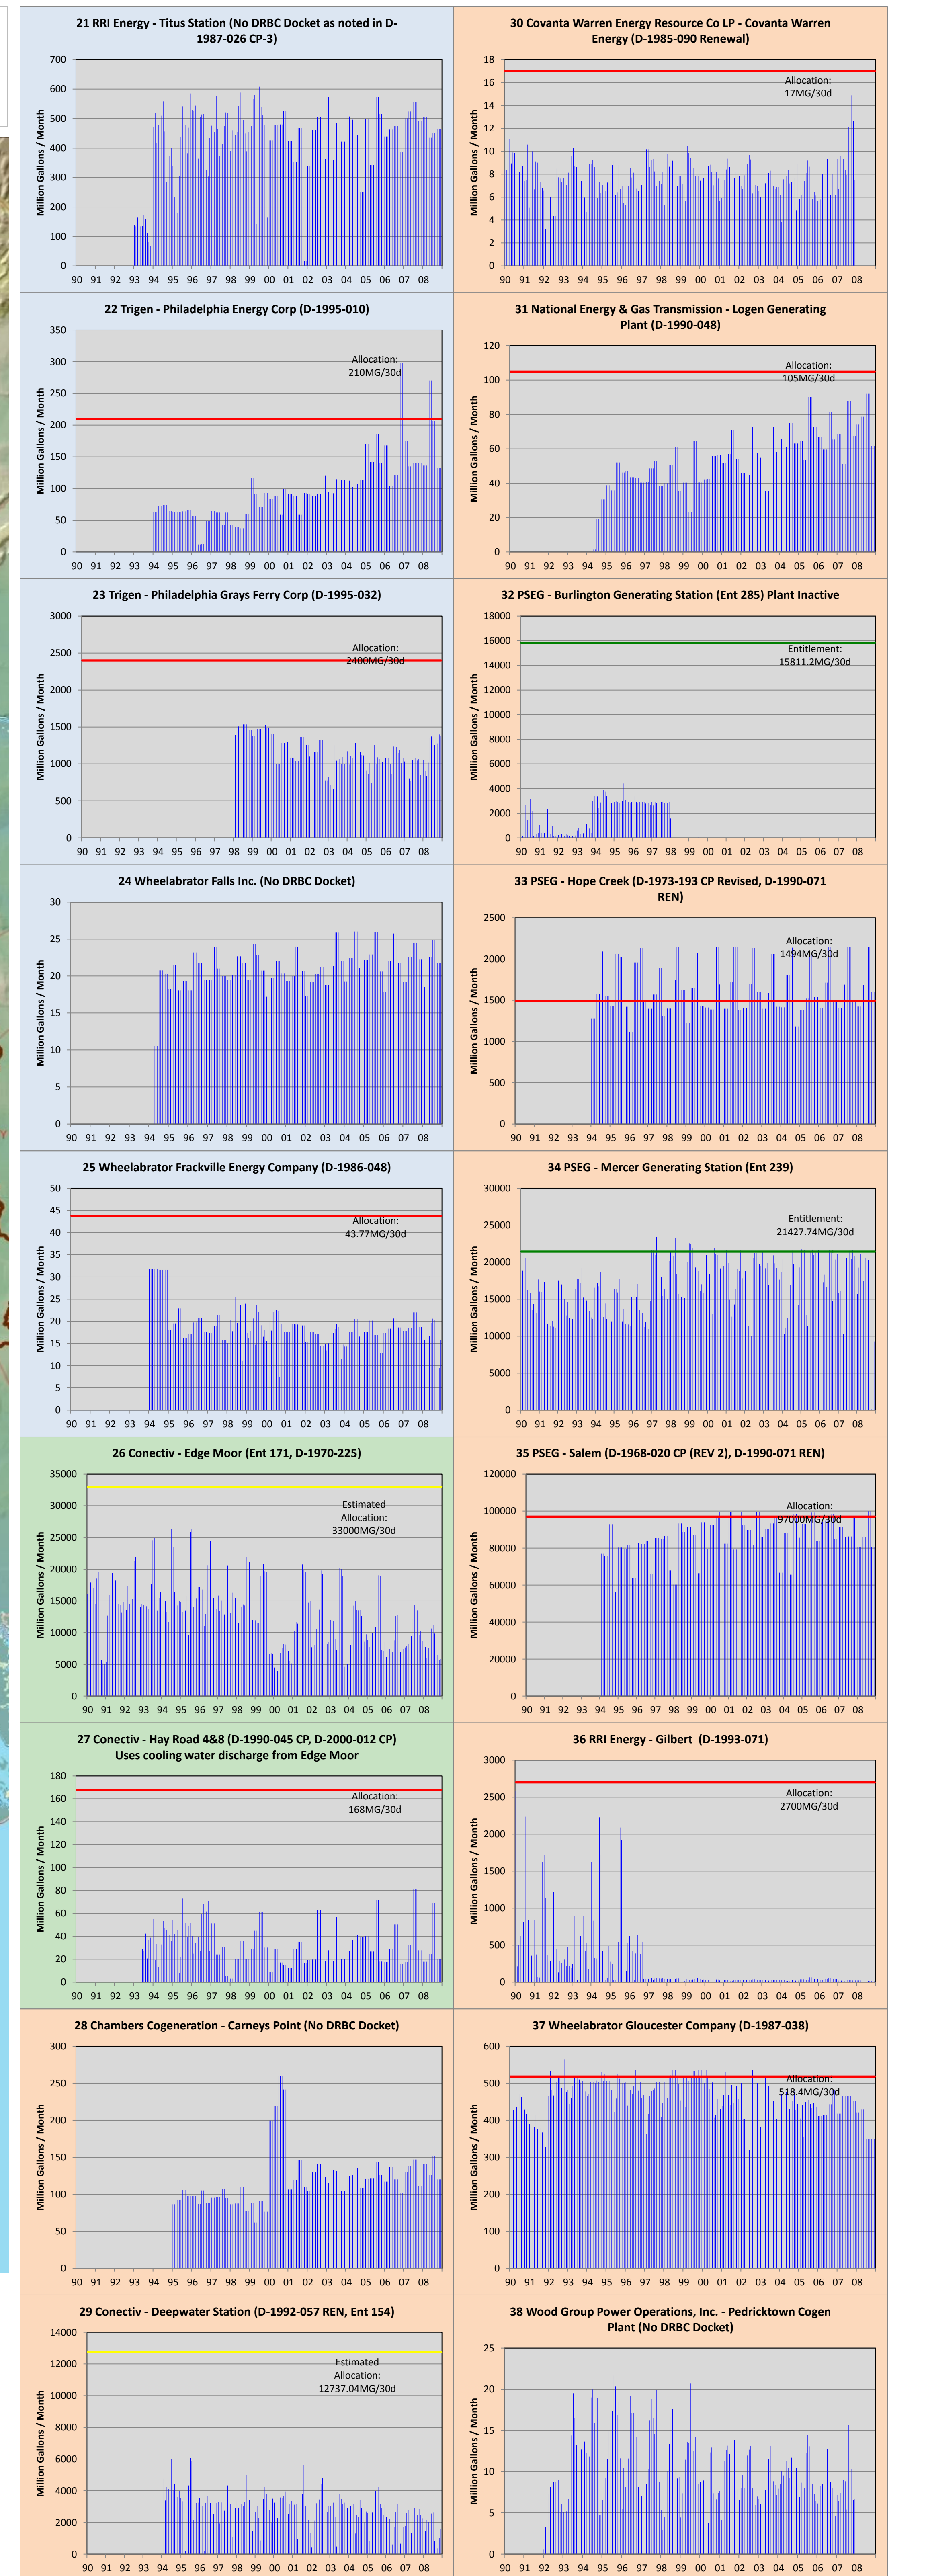 21 RRI Energy - Titus Station (No DRBC Docket as noted in D-
1987-026 CP-3)
Million Gallons / Month
700
600
500
400
300
200
100
0
90 91 92 93 94 95 96 97 98 99 00 01 02 03 04 05 06 07 08
30 Covanta Warren Energy Resource Co LP - Covanta Warren
Energy (D-1985-090 Renewal)
Million Gallons / Month
18
16
14
12
10
8
6
4
2
0
Allocation:
17MG/30d
90 91 92 93 94 95 96 97 98 99 00 01 02 03 04 05 06 07 08
22 Trigen - Philadelphia Energy Corp (D-1995-010)
Million Gallons / Month
350
300
250
200
150
100
50
0
Allocation:
210MG/30d
90 91 92 93 94 95 96 97 98 99 00 01 02 03 04 05 06 07 08
31 National Energy & Gas Transmission - Logen Generating
Plant (D-1990-048)
Million Gallons / Month
120
100
80
60
40
20
0
Allocation:
105MG/30d
90 91 92 93 94 95 96 97 98 99 00 01 02 03 04 05 06 07 08
23 Trigen - Philadelphia Grays Ferry Corp (D-1995-032)
Million Gallons / Month
3000
2500
2000
1500
1000
500
0
Allocation:
2400MG/30d
90 91 92 93 94 95 96 97 98 99 00 01 02 03 04 05 06 07 08
32 PSEG - Burlington Generating Station (Ent 285) Plant Inactive
Million Gallons / Month
18000
16000
14000
12000
10000
8000
6000
4000
2000
0
Entitlement:
15811.2MG/30d
90 91 92 93 94 95 96 97 98 99 00 01 02 03 04 05 06 07 08
24 Wheelabrator Falls Inc. (No DRBC Docket)
Million Gallons / Month
30
25
20
15
10
5
0
90 91 92 93 94 95 96 97 98 99 00 01 02 03 04 05 06 07 08
33 PSEG - Hope Creek (D-1973-193 CP Revised, D-1990-071
REN)
Million Gallons / Month
2500
2000
1500
1000
500
0
Allocation:
1494MG/30d
90 91 92 93 94 95 96 97 98 99 00 01 02 03 04 05 06 07 08
25 Wheelabrator Frackville Energy Company (D-1986-048)
Million Gallons / Month
50
45
40
35
30
25
20
15
10
5
0
Allocation:
43.77MG/30d
90 91 92 93 94 95 96 97 98 99 00 01 02 03 04 05 06 07 08
34 PSEG - Mercer Generating Station (Ent 239)
Million Gallons / Month
30000
25000
20000
15000
10000
5000
0
Entitlement:
21427.74MG/30d
90 91 92 93 94 95 96 97 98 99 00 01 02 03 04 05 06 07 08
26 Conectiv - Edge Moor (Ent 171, D-1970-225)
Million Gallons / Month
35000
30000
25000
20000
15000
10000
5000
0
Estimated
Allocation:
33000MG/30d
90 91 92 93 94 95 96 97 98 99 00 01 02 03 04 05 06 07 08
35 PSEG - Salem (D-1968-020 CP (REV 2), D-1990-071 REN)
Million Gallons / Month
120000
100000
80000
60000
40000
20000
0
Allocation:
97000MG/30d
90 91 92 93 94 95 96 97 98 99 00 01 02 03 04 05 06 07 08
27 Conectiv - Hay Road 4&8 (D-1990-045 CP, D-2000-012 CP)
Uses cooling water discharge from Edge Moor
Million Gallons / Month
180
160
140
120
100
80
60
40
20
0
Allocation:
168MG/30d
90 91 92 93 94 95 96 97 98 99 00 01 02 03 04 05 06 07 08
36 RRI Energy - Gilbert (D-1993-071)
Million Gallons / Month
3000
2500
2000
1500
1000
500
0
Allocation:
2700MG/30d
90 91 92 93 94 95 96 97 98 99 00 01 02 03 04 05 06 07 08
28 Chambers Cogeneration - Carneys Point (No DRBC Docket)
Million Gallons / Month
300
250
200
150
100
50
0
90 91 92 93 94 95 96 97 98 99 00 01 02 03 04 05 06 07 08
37 Wheelabrator Gloucester Company (D-1987-038)
Million Gallons / Month
600
500
400
300
200
100
0
Allocation:
518.4MG/30d
90 91 92 93 94 95 96 97 98 99 00 01 02 03 04 05 06 07 08
29 Conectiv - Deepwater Station (D-1992-057 REN, Ent 154)
Million Gallons / Month
14000
12000
10000
8000
6000
4000
2000
0
Estimated
Allocation:
12737.04MG/30d
90 91 92 93 94 95 96 97 98 99 00 01 02 03 04 05 06 07 08
38 Wood Group Power Operations, Inc. - Pedricktown Cogen
Plant (No DRBC Docket)
Million Gallons / Month
25
20
15
10
5
0
90 91 92 93 94 95 96 97 98 99 00 01 02 03 04 05 06 07 08